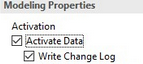 Modeling Properties
Activation
Activate Data
Write Change Log